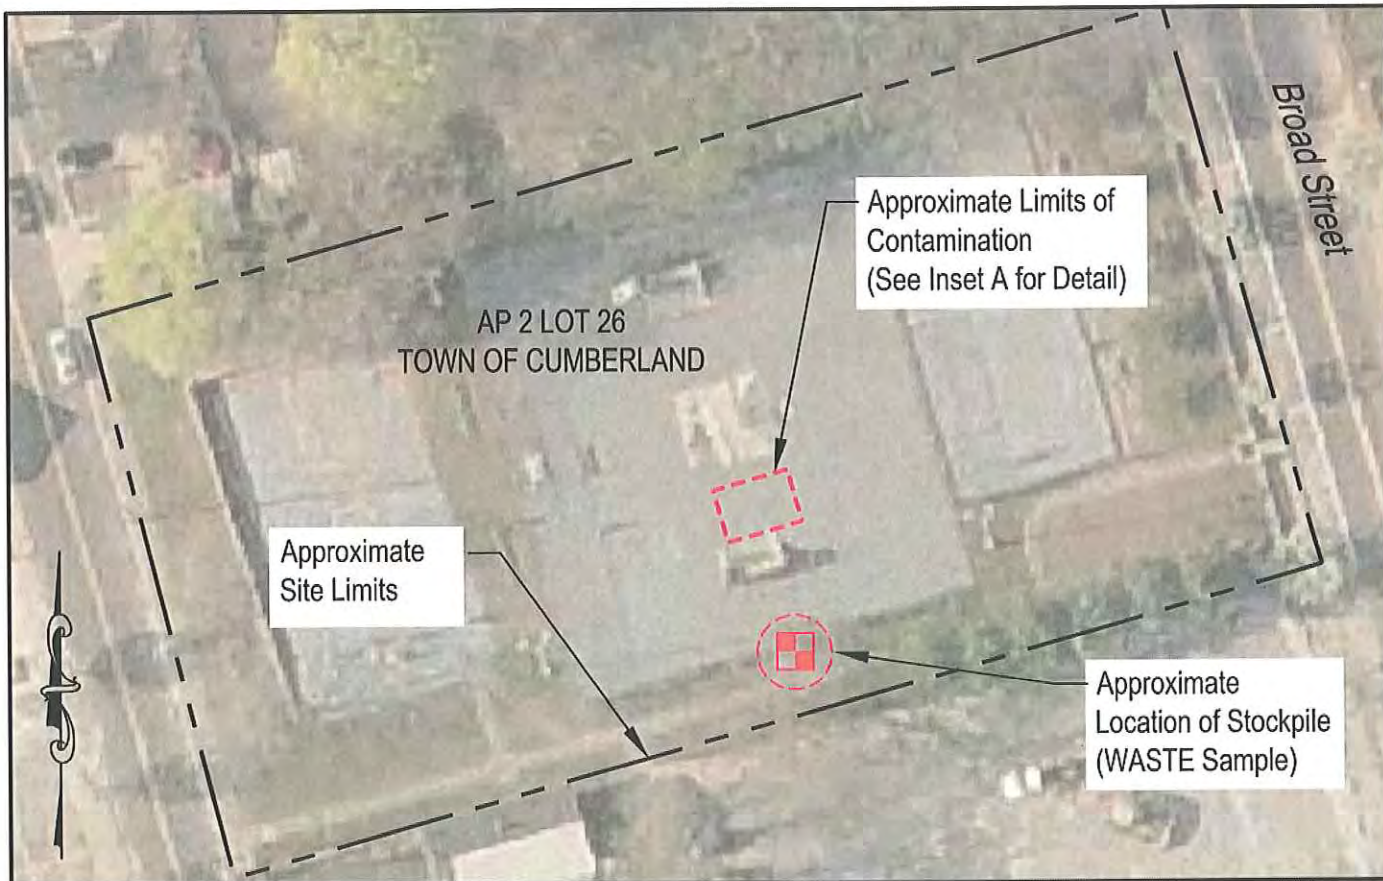 Broad Street
Approximate Limits of
Contamination
(See Inset A for Detail)
AP 2 LOT 26
TOWN OF CUMBERLAND
Approximate
Site Limits
Approximate
Location of Stockpile
(WASTE Sample)